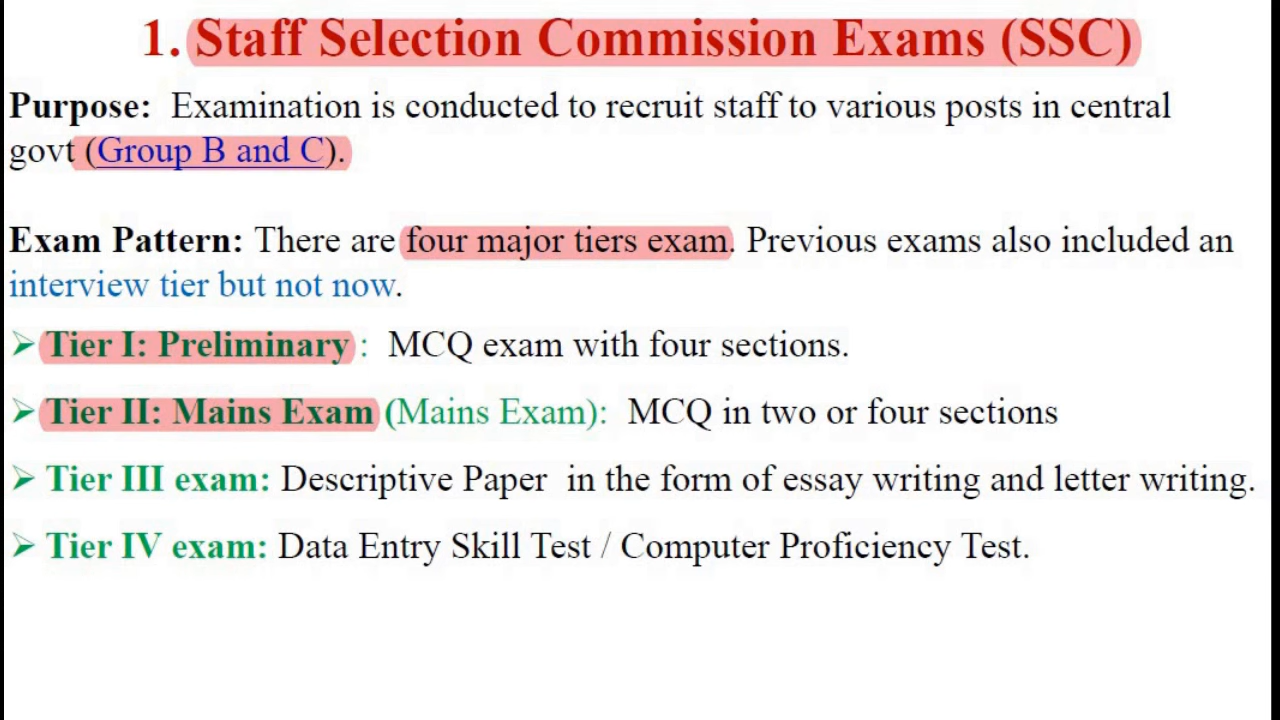 1. Staff Selection Commission Exams (SSC)
Purpose: Examination is conducted to recruit staff to various posts in central
govt (Group B and C).
Exam Pattern: There are four major tiers exam. Previous exams also included an
interview tier but not now.
➢ Tier I: Preliminary : MCQ exam with four sections.
➢ Tier II: Mains Exam (Mains Exam): MCQ in two or four sections
➢ Tier III exam: Descriptive Paper in the form of essay writing and letter writing.
➢ Tier IV exam: Data Entry Skill Test / Computer Proficiency Test.